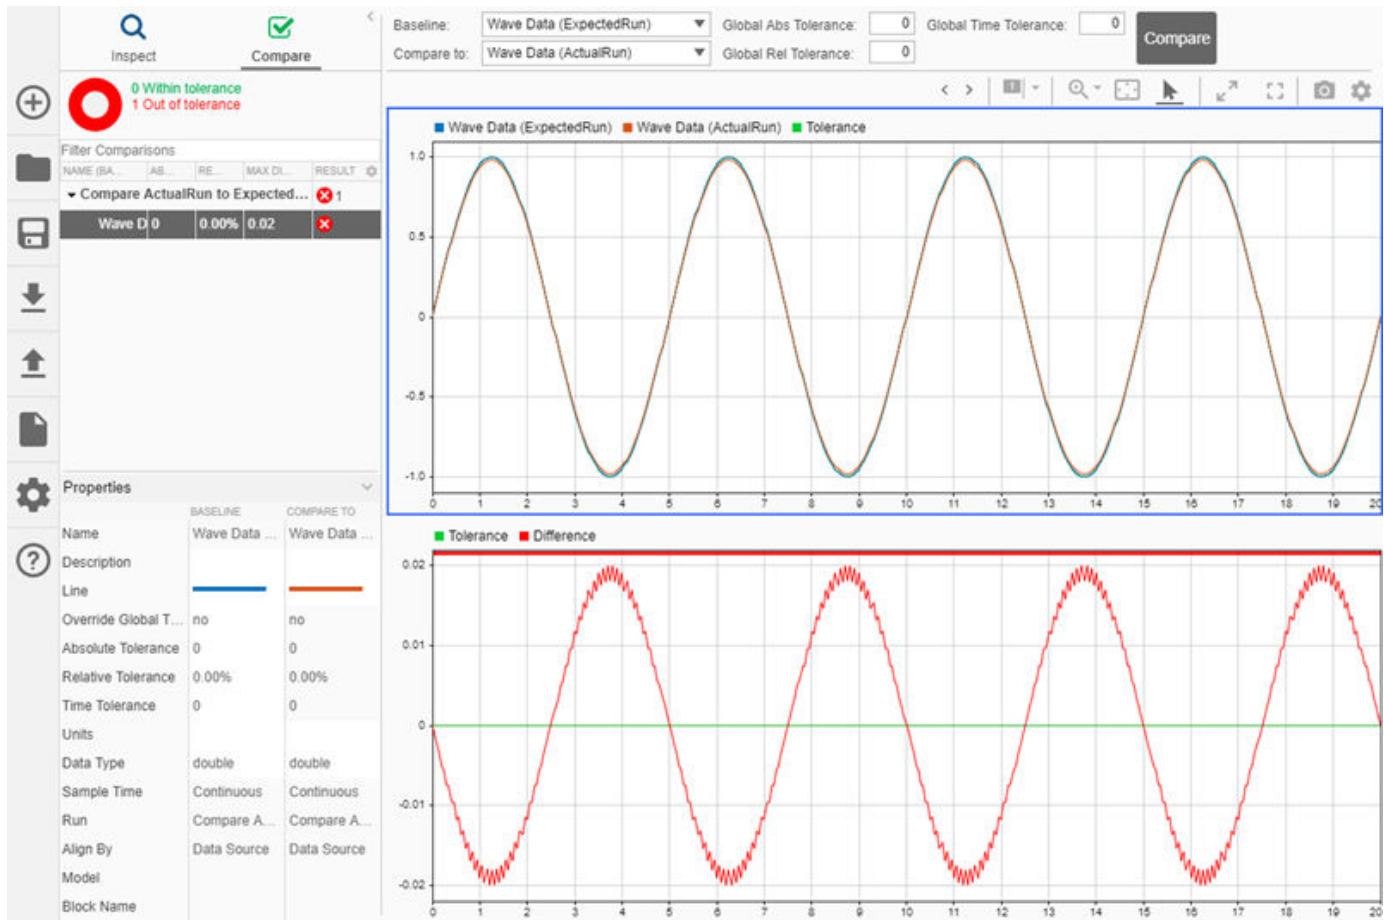 Inspect
Compare
Baseline: Wave Data (ExpectedRun) Global Abs Tolerance: 0 Global Time Tolerance: 0
Compare to: Wave Data (ActualRun) Global Rel Tolerance: 0
Compare
0 Within tolerance
1 Out of tolerance
Filter Comparisons
NAME (BA... AB... RE... MAX DI... RESULT
Compare ActualRun to Expected... 1
Wave D 0 0.00% 0.02
Wave Data (ExpectedRun) Wave Data (ActualRun) Tolerance
1.0
0.5
0
-0.5
-1.0
0 1 2 3 4 5 6 7 8 9 10 11 12 13 14 15 16 17 18 19 20
Properties
BASELINE COMPARE TO
Name Wave Data ... Wave Data ...
Description
Line
Override Global T... no no
Absolute Tolerance 0 0
Relative Tolerance 0.00% 0.00%
Time Tolerance 0 0
Units
Data Type double double
Sample Time Continuous Continuous
Run Compare A... Compare A...
Align By Data Source Data Source
Model
Block Name
Tolerance Difference
0.02
0.01
0
-0.01
-0.02
0 1 2 3 4 5 6 7 8 9 10 11 12 13 14 15 16 17 18 19 20